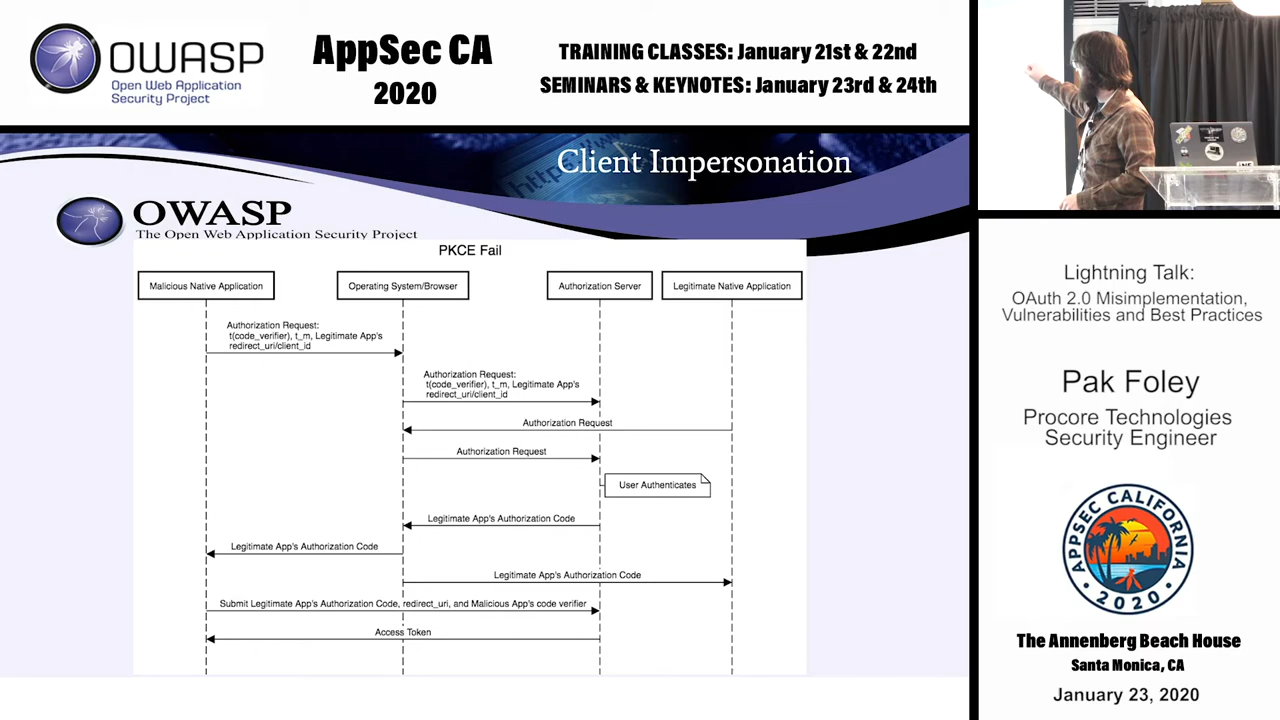 OWASP
Open Web Application
Security Project
AppSec CA
2020
TRAINING CLASSES: January 21st & 22nd
SEMINARS & KEYNOTES: January 23rd & 24th
http
Client Impersonation
OWASP
The Open Web Application Security Project
PKCE Fail
Malicious Native Application
Operating System/Browser
Authorization Server
Legitimate Native Application
Authorization Request:
t(code_verifier), t_m, Legitimate App's
redirect_uri/client_id
Authorization Request:
t(code_verifier), t_m, Legitimate App's
redirect_uri/client_id
Authorization Request
Authorization Request
User Authenticates
Legitimate App's Authorization Code
Legitimate App's Authorization Code
Legitimate App's Authorization Code
Submit Legitimate App's Authorization Code, redirect_uri, and Malicious App's code verifier
Access Token
Lightning Talk:
OAuth 2.0 Misimplementation,
Vulnerabilities and Best Practices
Pak Foley
Procore Technologies
Security Engineer
APPSEC CALIFORNIA
2020
The Annenberg Beach House
Santa Monica, CA
January 23, 2020